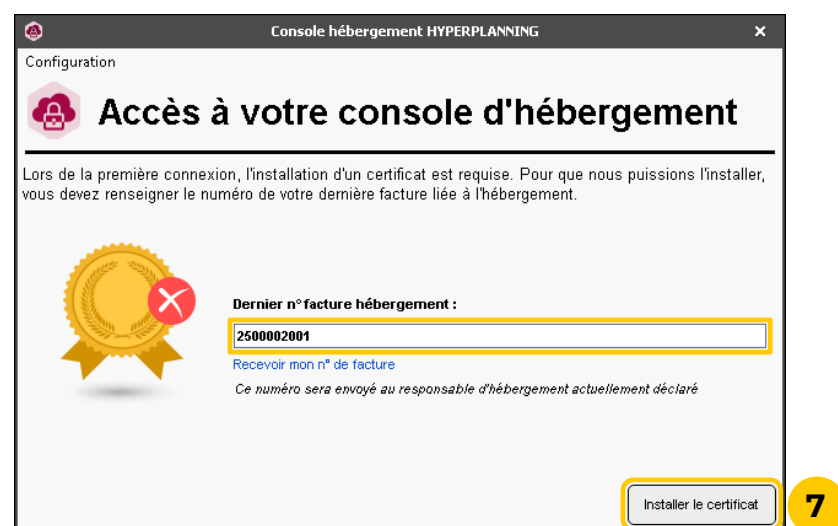 Console hébergement HYPERPLANNING
Configuration
Accès à votre console d'hébergement
Lors de la première connexion, l'installation d'un certificat est requise. Pour que nous puissions l'installer,
vous devez renseigner le numéro de votre dernière facture liée à l'hébergement.
Dernier n° facture hébergement :
2500002001
Recevoir mon n° de facture
Ce numéro sera envoyé au responsable d'hébergement actuellement déclaré
Installer le certificat
7